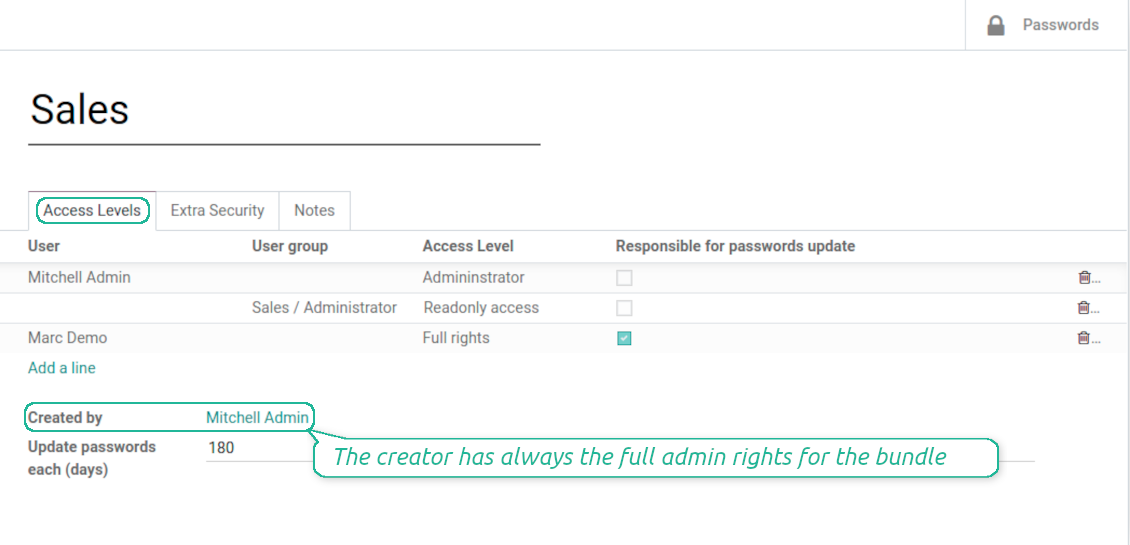 Passwords
Sales
Access Levels Extra Security Notes
User User group Access Level Responsible for passwords update
Mitchell Admin Admininstrator ...
Sales / Administrator Readonly access ...
Marc Demo Full rights ...
Add a line
Created by Mitchell Admin
Update passwords each (days) 180
The creator has always the full admin rights for the bundle